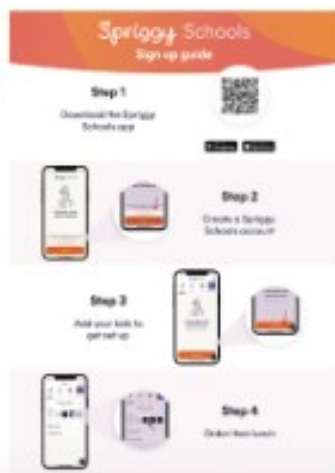 Spriggy Schools
Sign up guide
Step 1
Download the Spriggy
Schools app
Step 2
Create a Spriggy
Schools account
Step 3
Add your kids to
get set up
Step 4
Order their lunch